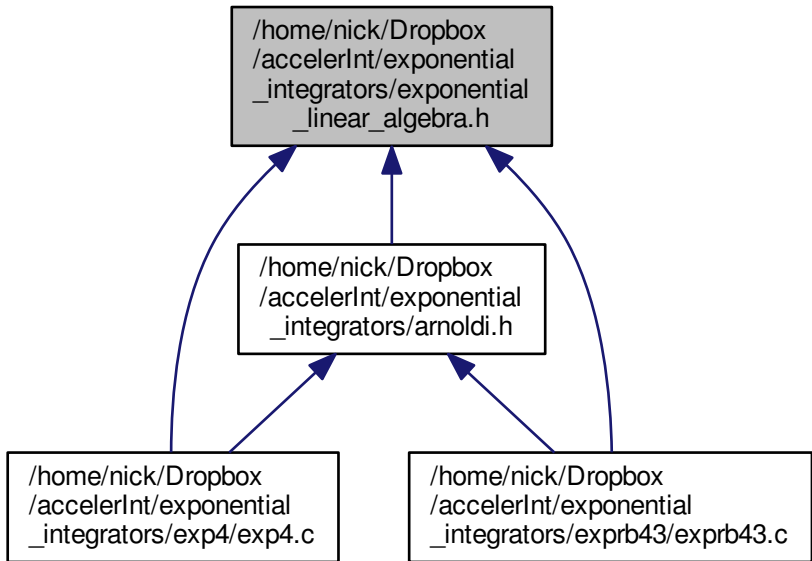 /home/nick/Dropbox
/accelerInt/exponential
_integrators/exponential
_linear_algebra.h
/home/nick/Dropbox
/accelerInt/exponential
_integrators/arnoldi.h
/home/nick/Dropbox
/accelerInt/exponential
_integrators/exp4/exp4.c
/home/nick/Dropbox
/accelerInt/exponential
_integrators/exprb43/exprb43.c